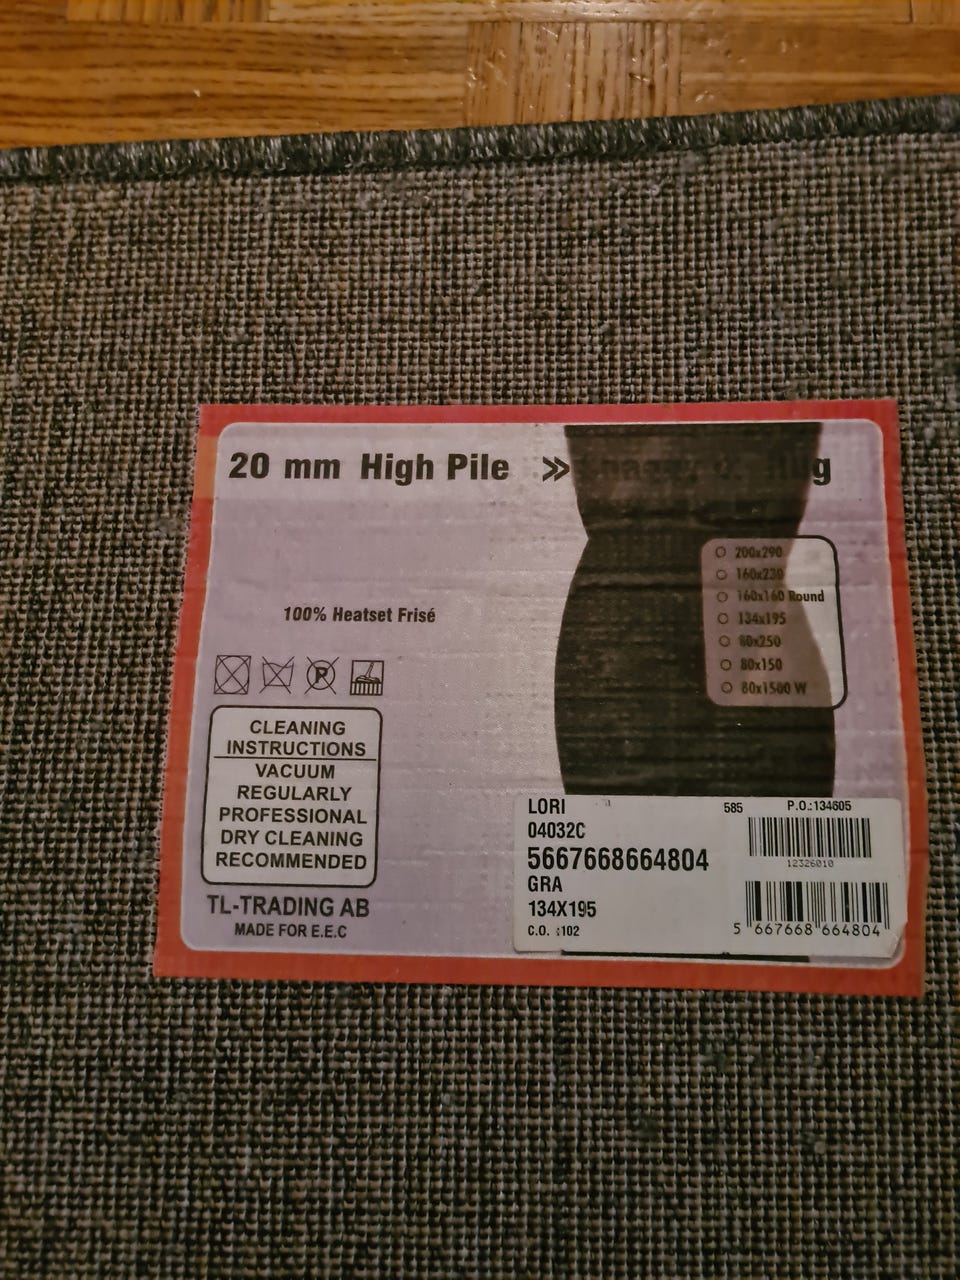 20 mm High Pile »
200x290
160x230
160x160 Round
134x195
80x250
80x150
80x1500 W
100% Heatset Frisé
P
CLEANING
INSTRUCTIONS
VACUUM
REGULARLY
PROFESSIONAL
DRY CLEANING
RECOMMENDED
TL-TRADING AB
MADE FOR E.E.C
LORI 585 P.O.:134605
04032C
12326010
5667668664804
GRA
134X195
C.O. :102
5 667668 664804